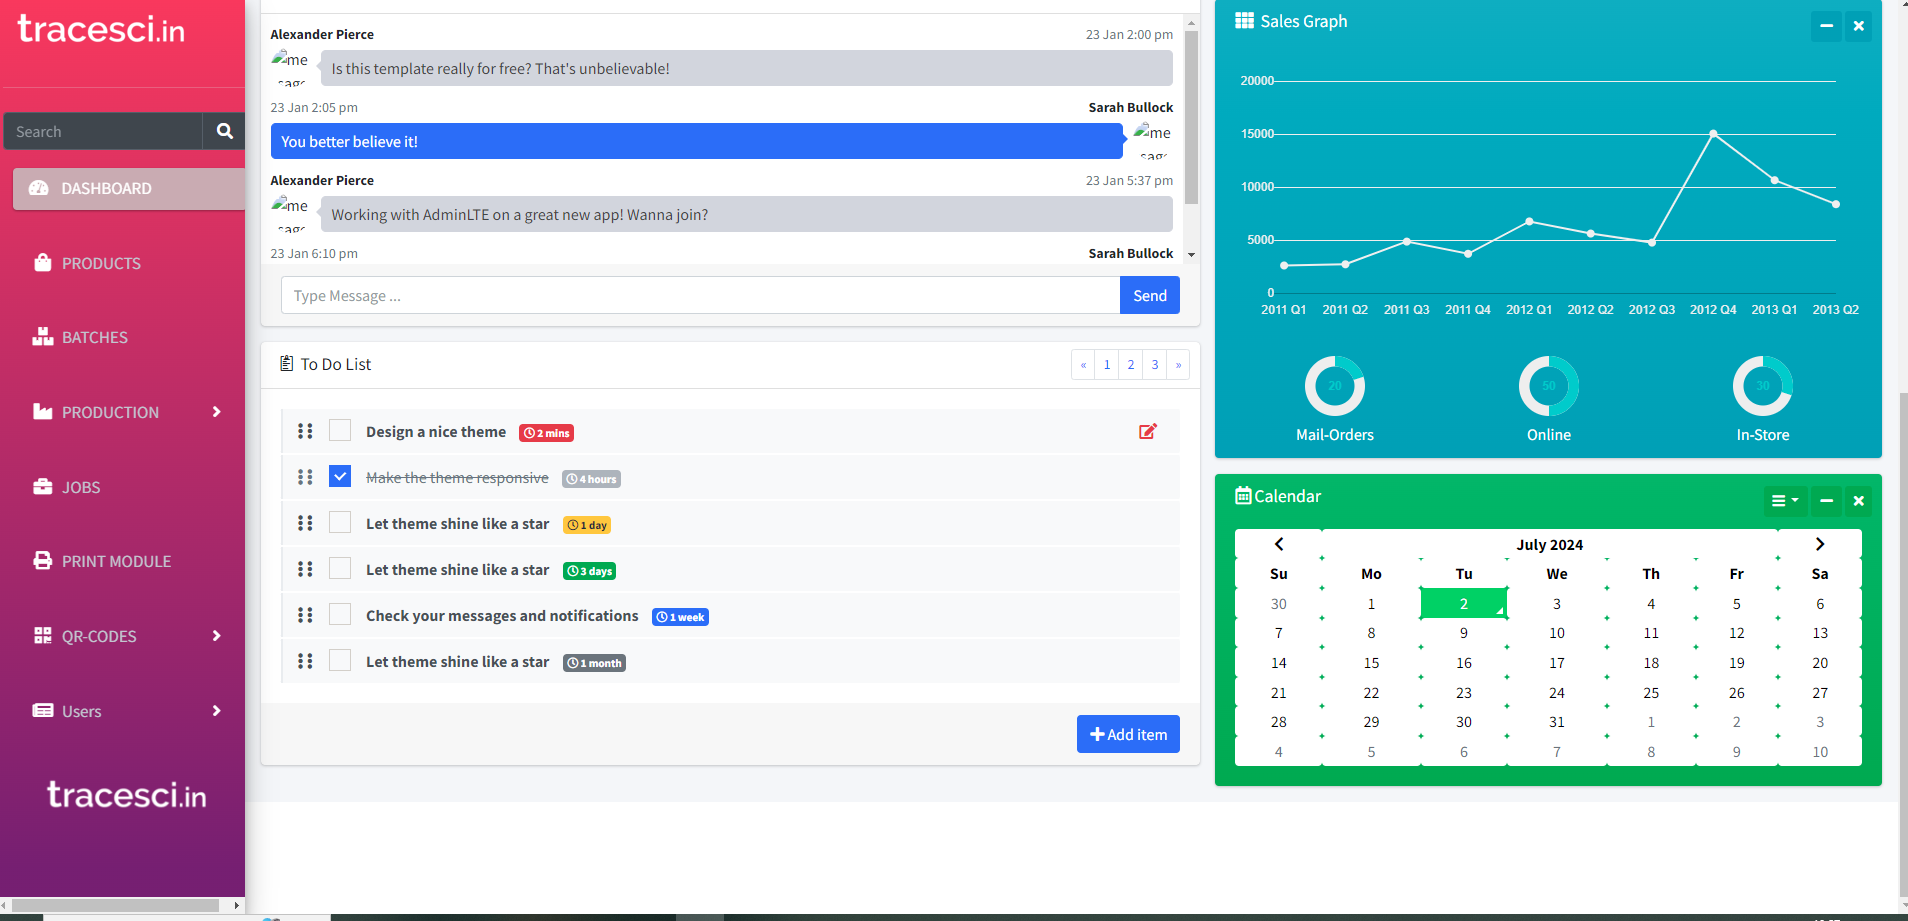 tracesci.in
Search
DASHBOARD
PRODUCTS
BATCHES
PRODUCTION
JOBS
PRINT MODULE
QR-CODES
Users
tracesci.in
Alexander Pierce 23 Jan 2:00 pm
me
Is this template really for free? That's unbelievable!
23 Jan 2:05 pm Sarah Bullock
You better believe it!
me
Alexander Pierce 23 Jan 5:37 pm
me
Working with AdminLTE on a great new app! Wanna join?
23 Jan 6:10 pm Sarah Bullock
Type Message ... Send
To Do List
« 1 2 3 »
Design a nice theme 2 mins
Make the theme responsive 4 hours
Let theme shine like a star 1 day
Let theme shine like a star 3 days
Check your messages and notifications 1 week
Let theme shine like a star 1 month
Add item
Sales Graph
20000
15000
10000
5000
0
2011 Q1 2011 Q2 2011 Q3 2011 Q4 2012 Q1 2012 Q2 2012 Q3 2012 Q4 2013 Q1 2013 Q2
20 50 30
Mail-Orders Online In-Store
Calendar
July 2024
Su Mo Tu We Th Fr Sa
30 1 2 3 4 5 6
7 8 9 10 11 12 13
14 15 16 17 18 19 20
21 22 23 24 25 26 27
28 29 30 31 1 2 3
4 5 6 7 8 9 10